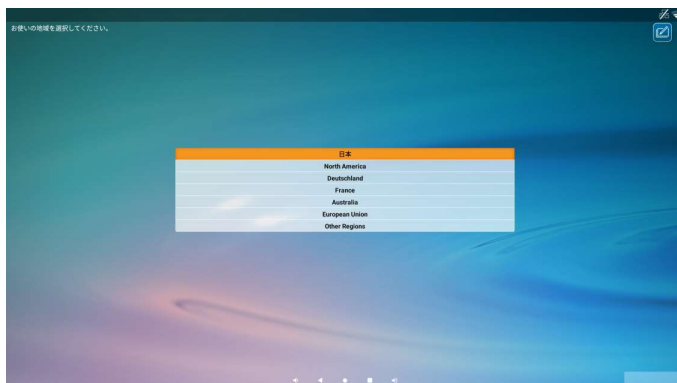 お使いの地域を選択してください。
日本
North America
Deutschland
France
Australia
European Union
Other Regions